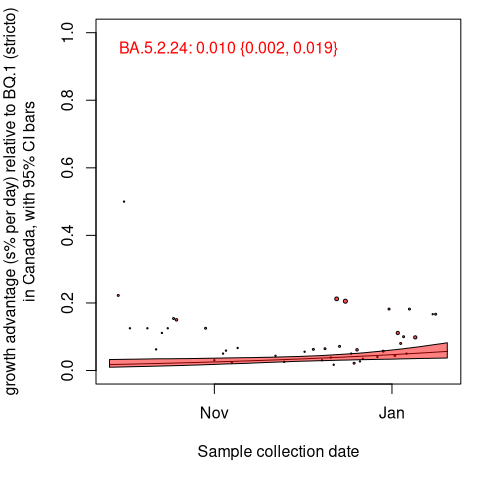 growth advantage (s% per day) relative to BQ.1 (stricto)
in Canada, with 95% CI bars
1.0
0.8
0.6
0.4
0.2
0.0
BA.5.2.24: 0.010 {0.002, 0.019}
Nov Jan
Sample collection date